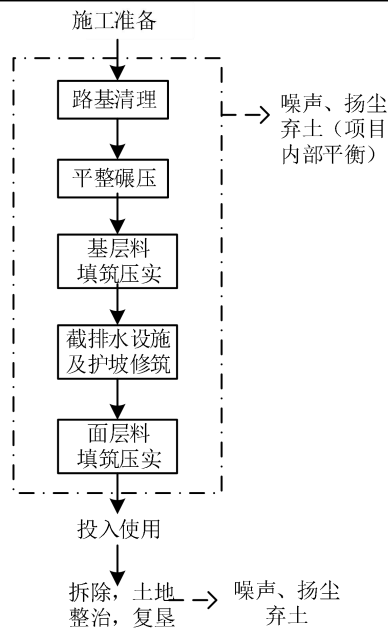 施工准备
路基清理
噪声、扬尘
弃土（项目
内部平衡）
平整碾压
基层料
填筑压实
截排水设施
及护坡修筑
面层料
填筑压实
投入使用
拆除，土地
整治，复垦
噪声、扬尘
弃土